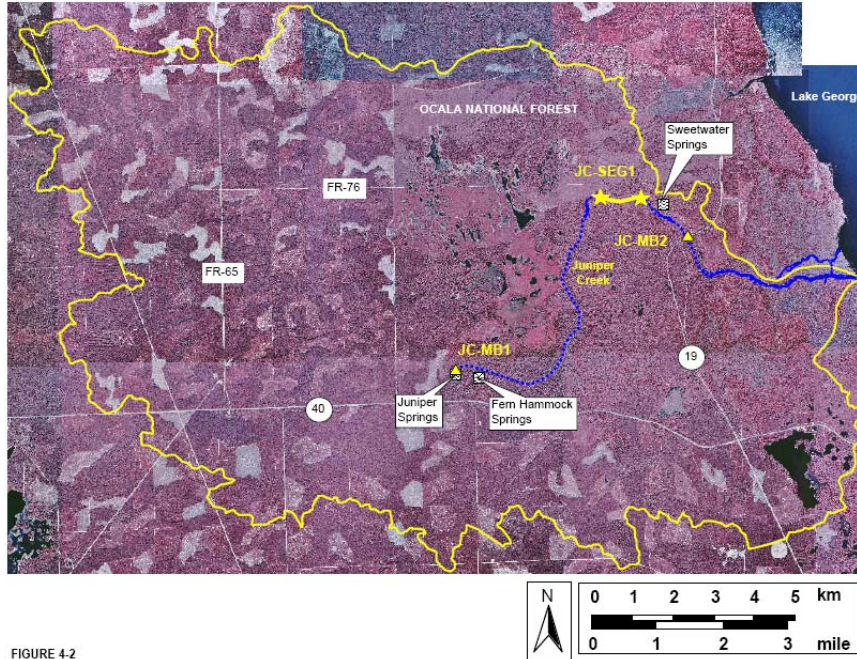 Lake Georg
OCALA NATIONAL FOREST
Sweetwater
Springs
JC-SEG1
FR-76
JC-MB2
FR-65
Juniper
Creek
JC-MB1
19
Juniper
Springs
Fern Hammock
Springs
40
N
0 1 2 3 4 5 km
0 1 2 3 mile
FIGURE 4-2